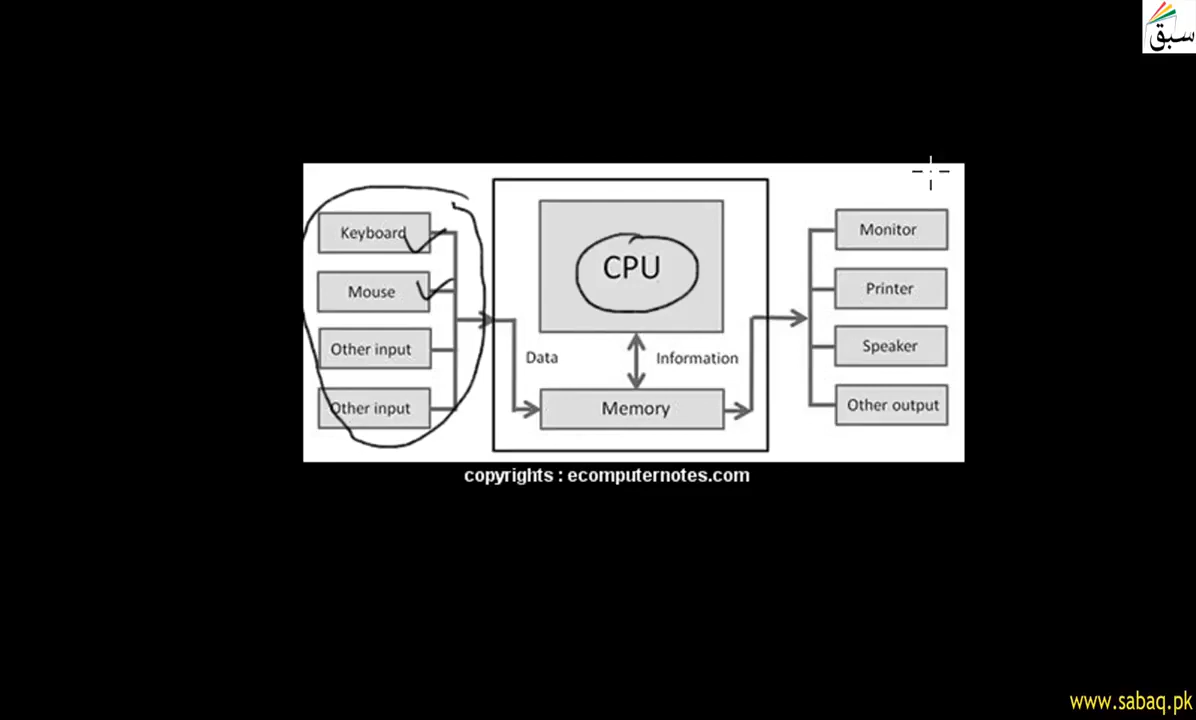 سبق
Keyboard
Mouse
Other input
Other input
CPU
Data
Information
Memory
Monitor
Printer
Speaker
Other output
copyrights : ecomputernotes.com
www.sabaq.pk